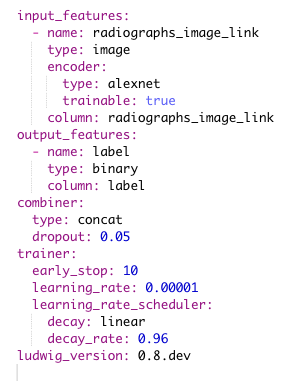 input_features:
  - name: radiographs_image_link
    type: image
    encoder:
      type: alexnet
      trainable: true
    column: radiographs_image_link
output_features:
  - name: label
    type: binary
    column: label
combiner:
  type: concat
  dropout: 0.05
trainer:
  early_stop: 10
  learning_rate: 0.00001
  learning_rate_scheduler:
    decay: linear
    decay_rate: 0.96
ludwig_version: 0.8.dev